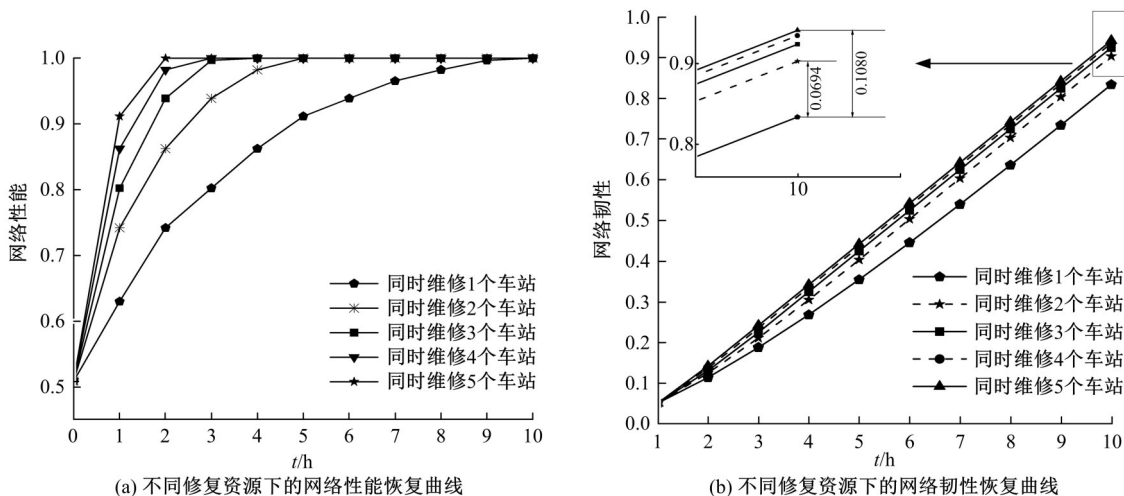 1.0
0.9
0.8
0.7
0.6
0.5
网络性能
0
1
2
3
4
5
6
7
8
9
10
t/h
同时维修1个车站
同时维修2个车站
同时维修3个车站
同时维修4个车站
同时维修5个车站
(a) 不同修复资源下的网络性能恢复曲线
1.0
0.9
0.8
0.7
0.6
0.5
0.4
0.3
0.2
0.1
0.0
网络韧性
0.9
0.8
10
0.0694
0.1080
1
2
3
4
5
6
7
8
9
10
t/h
同时维修1个车站
同时维修2个车站
同时维修3个车站
同时维修4个车站
同时维修5个车站
(b) 不同修复资源下的网络韧性恢复曲线